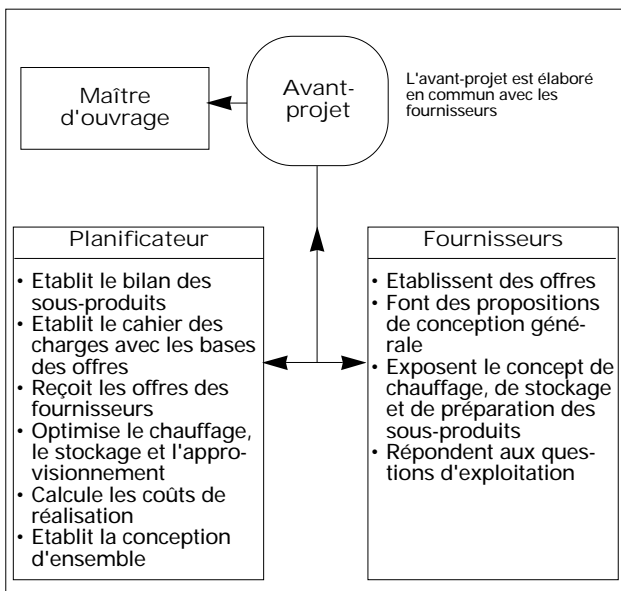 Maître
d'ouvrage
Avant-
projet
L'avant-projet est élaboré
en commun avec les
fournisseurs
Planificateur
• Etablit le bilan des
sous-produits
• Etablit le cahier des
charges avec les bases
des offres
• Reçoit les offres des
fournisseurs
• Optimise le chauffage,
le stockage et l'appro-
visionnement
• Calcule les coûts de
réalisation
• Etablit la conception
d'ensemble
Fournisseurs
• Etablissent des offres
• Font des propositions
de conception géné-
rale
• Exposent le concept de
chauffage, de stockage
et de préparation des
sous-produits
• Répondent aux ques-
tions d'exploitation